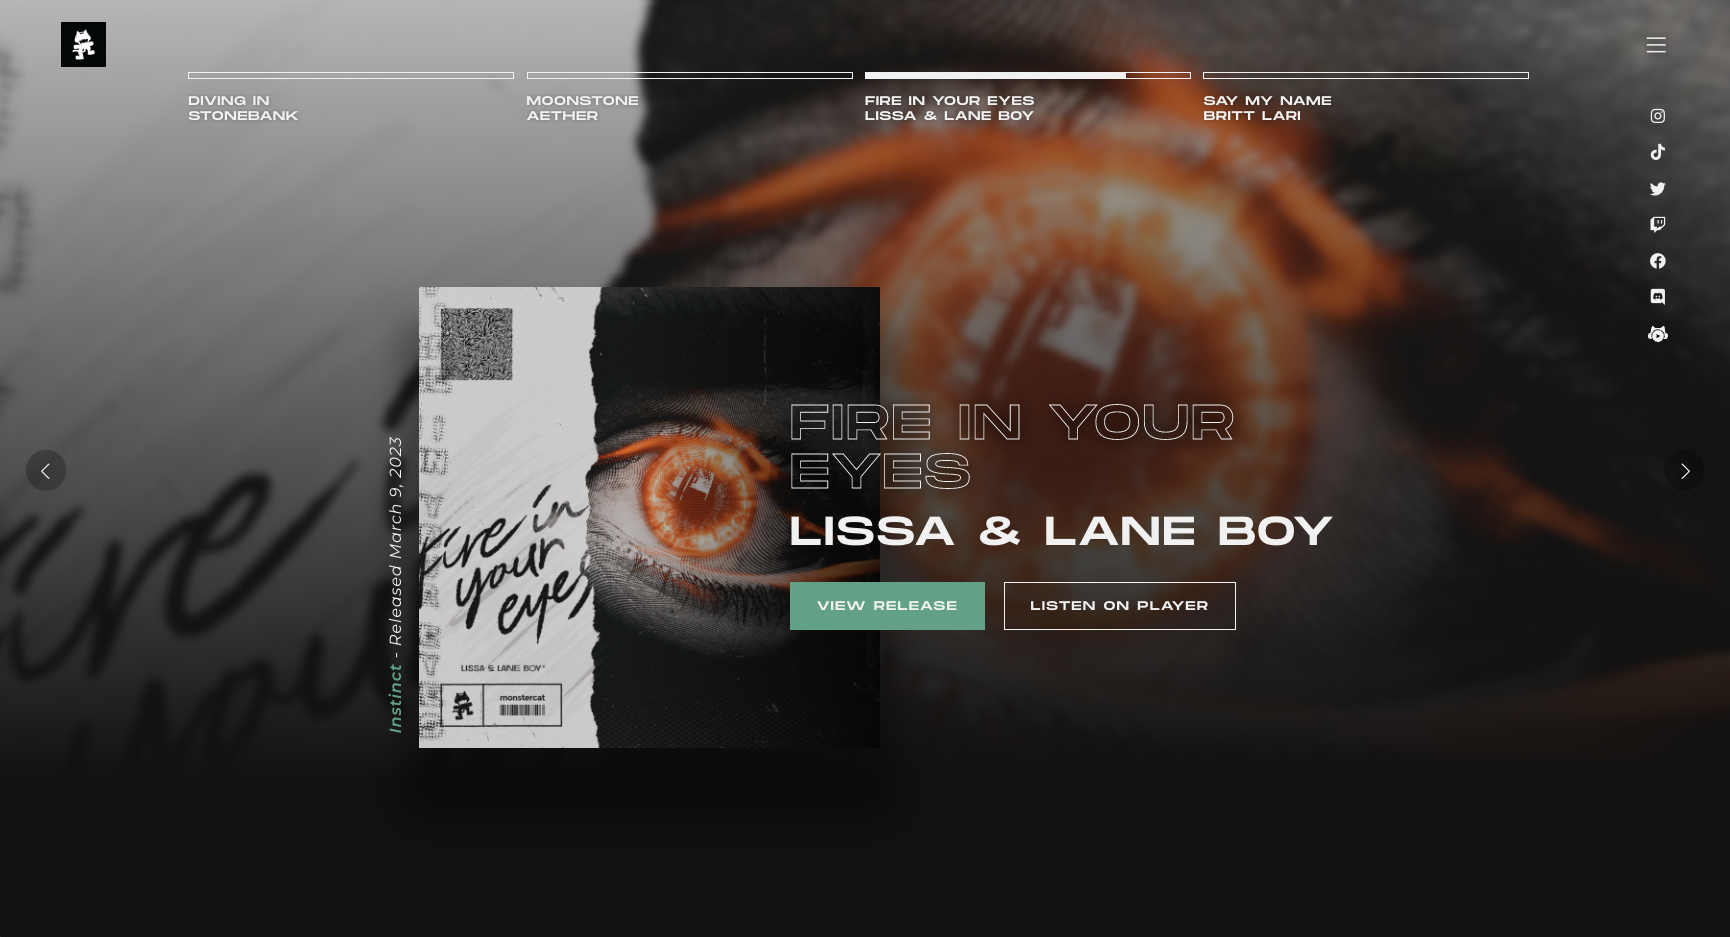 DIVING IN
STONEBANK
MOONSTONE
AETHER
FIRE IN YOUR EYES
LISSA & LANE BOY
SAY MY NAME
BRITT LARI
Instinct - Released March 9, 2023
fire in
your
eyes
LISSA & LANE BOY
monstercat
FIRE IN YOUR
EYES
LISSA & LANE BOY
VIEW RELEASE
LISTEN ON PLAYER